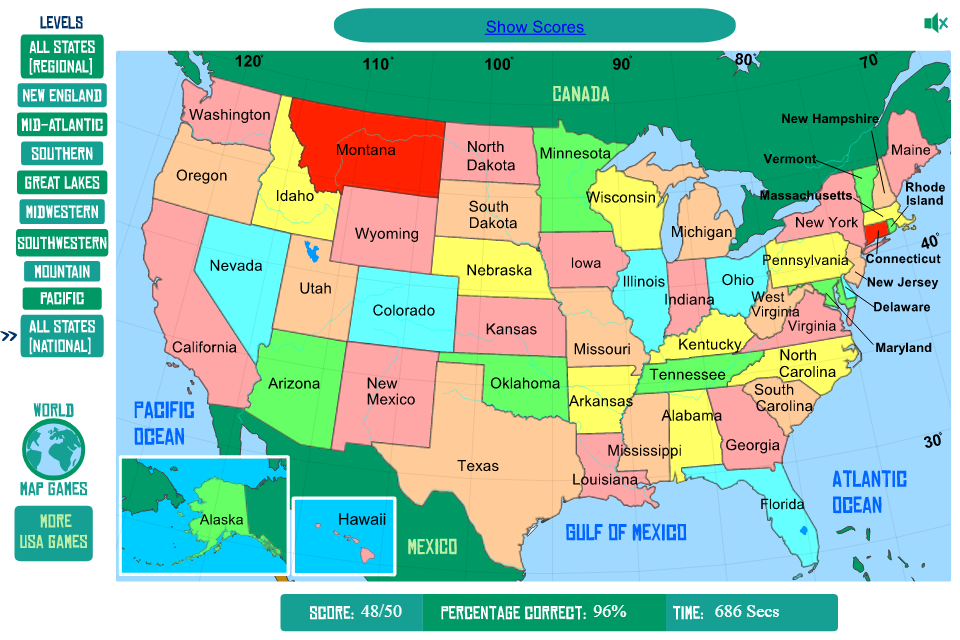 LEVELS
Show Scores
ALL STATES
[REGIONAL]
NEW ENGLAND
MID-ATLANTIC
SOUTHERN
GREAT LAKES
MIDWESTERN
SOUTHWESTERN
MOUNTAIN
PACIFIC
>> ALL STATES
[NATIONAL]
WORLD
MAP GAMES
MORE
USA GAMES
120°
110°
100°
90°
80°
70°
CANADA
New Hampshire
Washington
Montana
North
Dakota
Minnesota
Vermont
Maine
Oregon
Idaho
South
Dakota
Wisconsin
Massachusetts
Rhode
Island
Wyoming
Michigan
New York
40°
Nevada
Utah
Nebraska
Iowa
Pennsylvania
Connecticut
Colorado
Illinois
Indiana
Ohio
New Jersey
West
Virginia
Delaware
California
Kansas
Missouri
Kentucky
Virginia
Maryland
Arizona
New
Mexico
Oklahoma
Tennessee
North
Carolina
Arkansas
South
Carolina
PACIFIC
OCEAN
Texas
Alabama
Mississippi
Georgia
30°
Louisiana
ATLANTIC
OCEAN
Alaska
Hawaii
Florida
MEXICO
GULF OF MEXICO
SCORE: 48/50 PERCENTAGE CORRECT: 96% TIME: 686 Secs